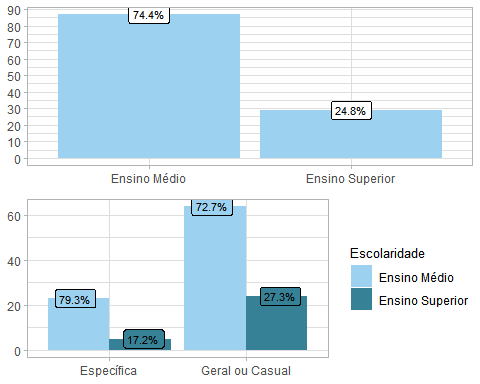 90
80
70
60
50
40
30
20
10
0
74.4%
24.8%
Ensino Médio
Ensino Superior
60
40
20
0
79.3%
17.2%
72.7%
27.3%
Específica
Geral ou Casual
Escolaridade
Ensino Médio
Ensino Superior